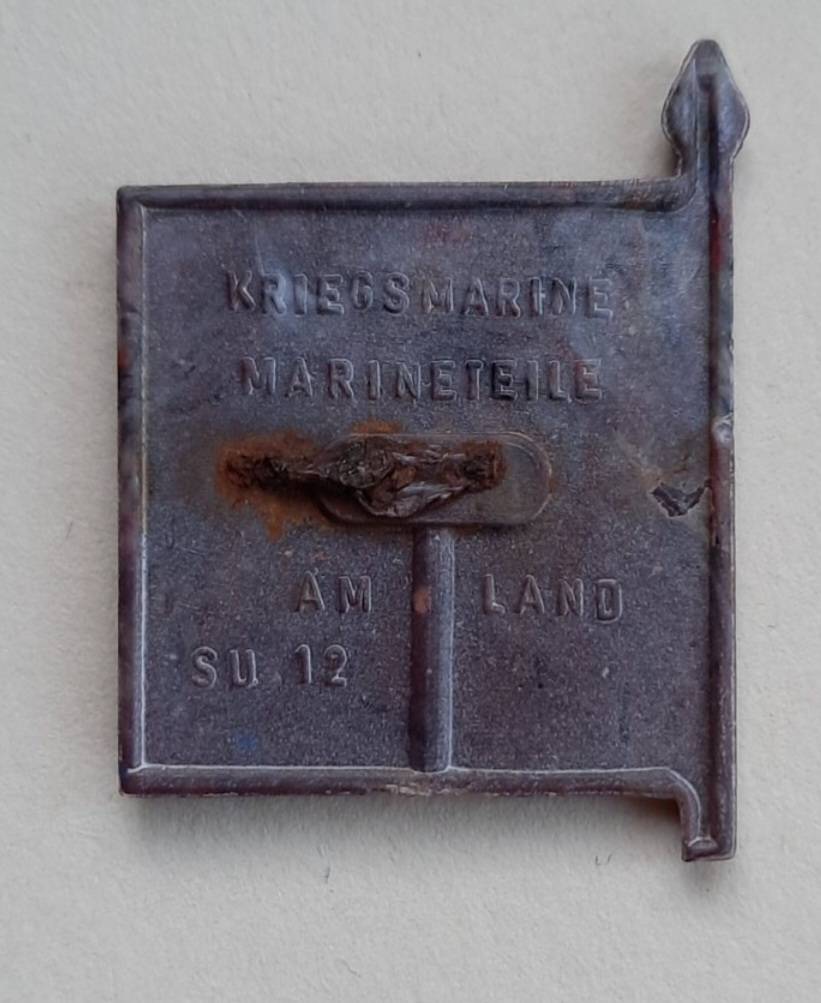 KRIEGSMARINE
MARINETEILE
AM LAND
SU 12